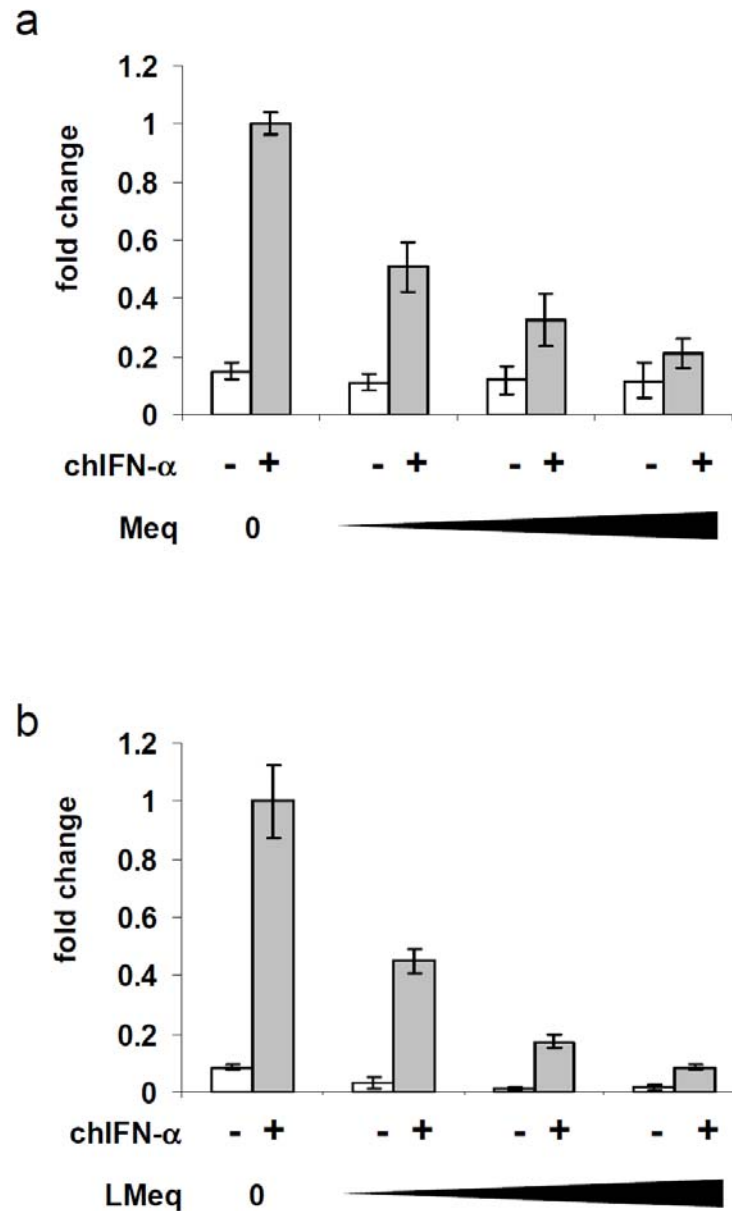 a
1.2
1
0.8
0.6
0.4
0.2
0
fold change
chIFN-α - + - + - + - +
Meq 0
b
1.2
1
0.8
0.6
0.4
0.2
0
fold change
chIFN-α - + - + - + - +
LMeq 0